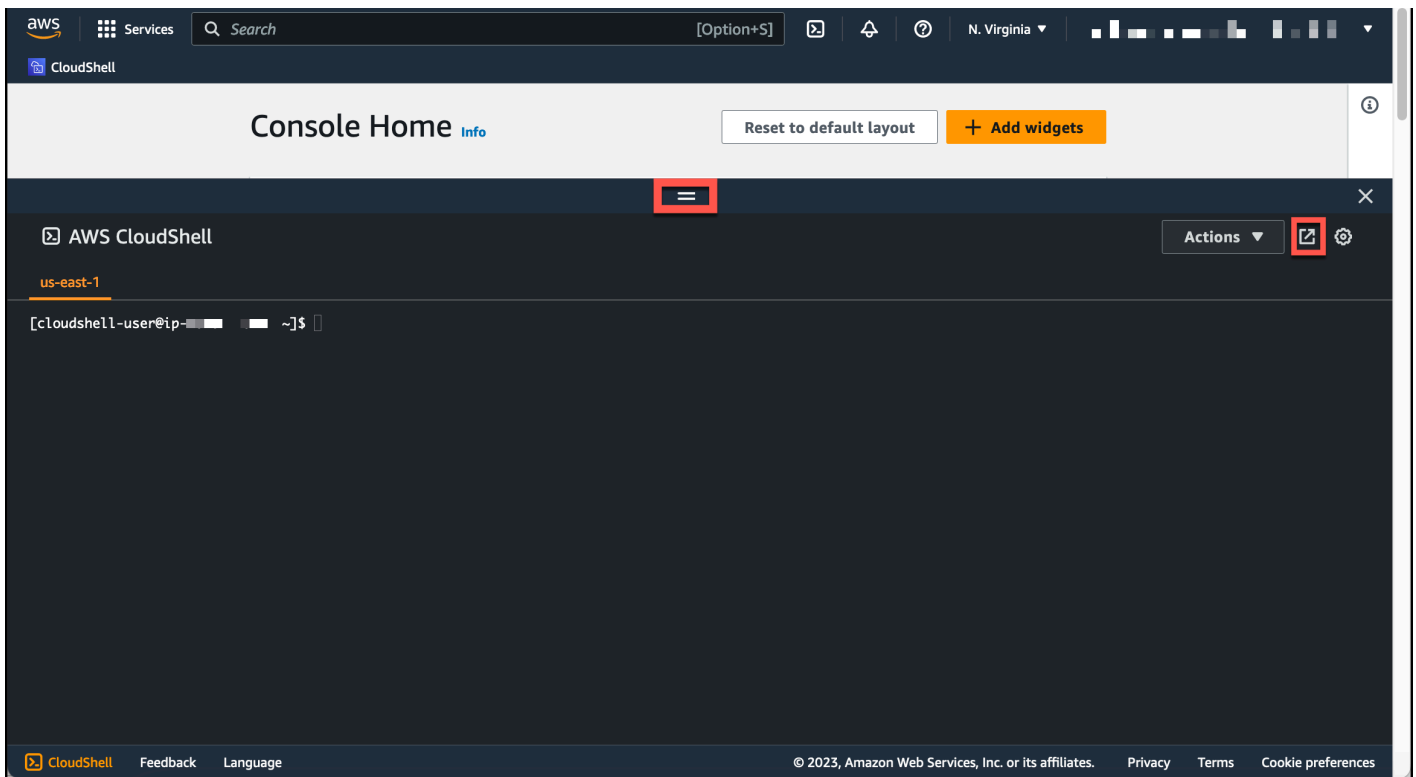 aws Services Search [Option+S] N. Virginia
CloudShell
Console Home Info Reset to default layout + Add widgets
AWS CloudShell Actions
us-east-1
[cloudshell-user@ip- ~]$
CloudShell Feedback Language © 2023, Amazon Web Services, Inc. or its affiliates. Privacy Terms Cookie preferences